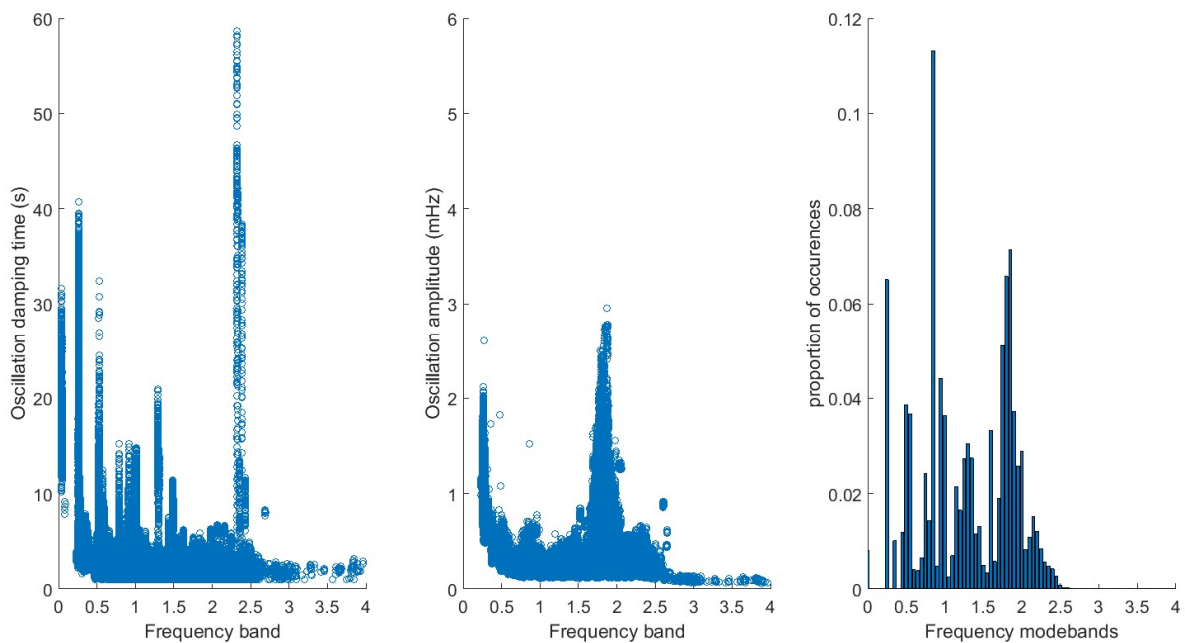 Oscillation damping time (s)
60
50
40
30
20
10
0
0 0.5 1 1.5 2 2.5 3 3.5 4
Frequency band
Oscillation amplitude (mHz)
6
5
4
3
2
1
0
0 0.5 1 1.5 2 2.5 3 3.5 4
Frequency band
proportion of occurences
0.12
0.1
0.08
0.06
0.04
0.02
0
0 0.5 1 1.5 2 2.5 3 3.5 4
Frequency modebands